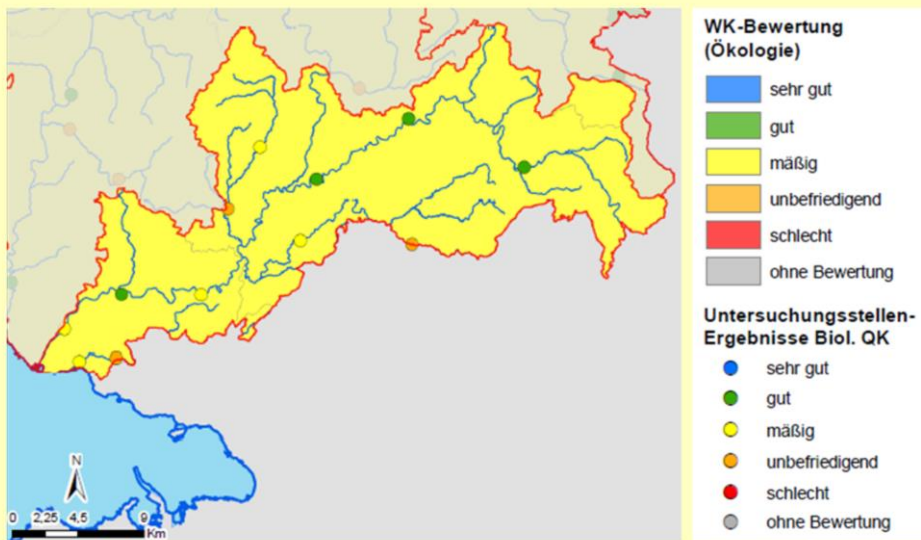 WK-Bewertung
(Ökologie)
sehr gut
gut
mäßig
unbefriedigend
schlecht
ohne Bewertung
Untersuchungsstellen-
Ergebnisse Biol. QK
sehr gut
gut
mäßig
unbefriedigend
schlecht
ohne Bewertung
N
0 2,25 4,5 9
Km